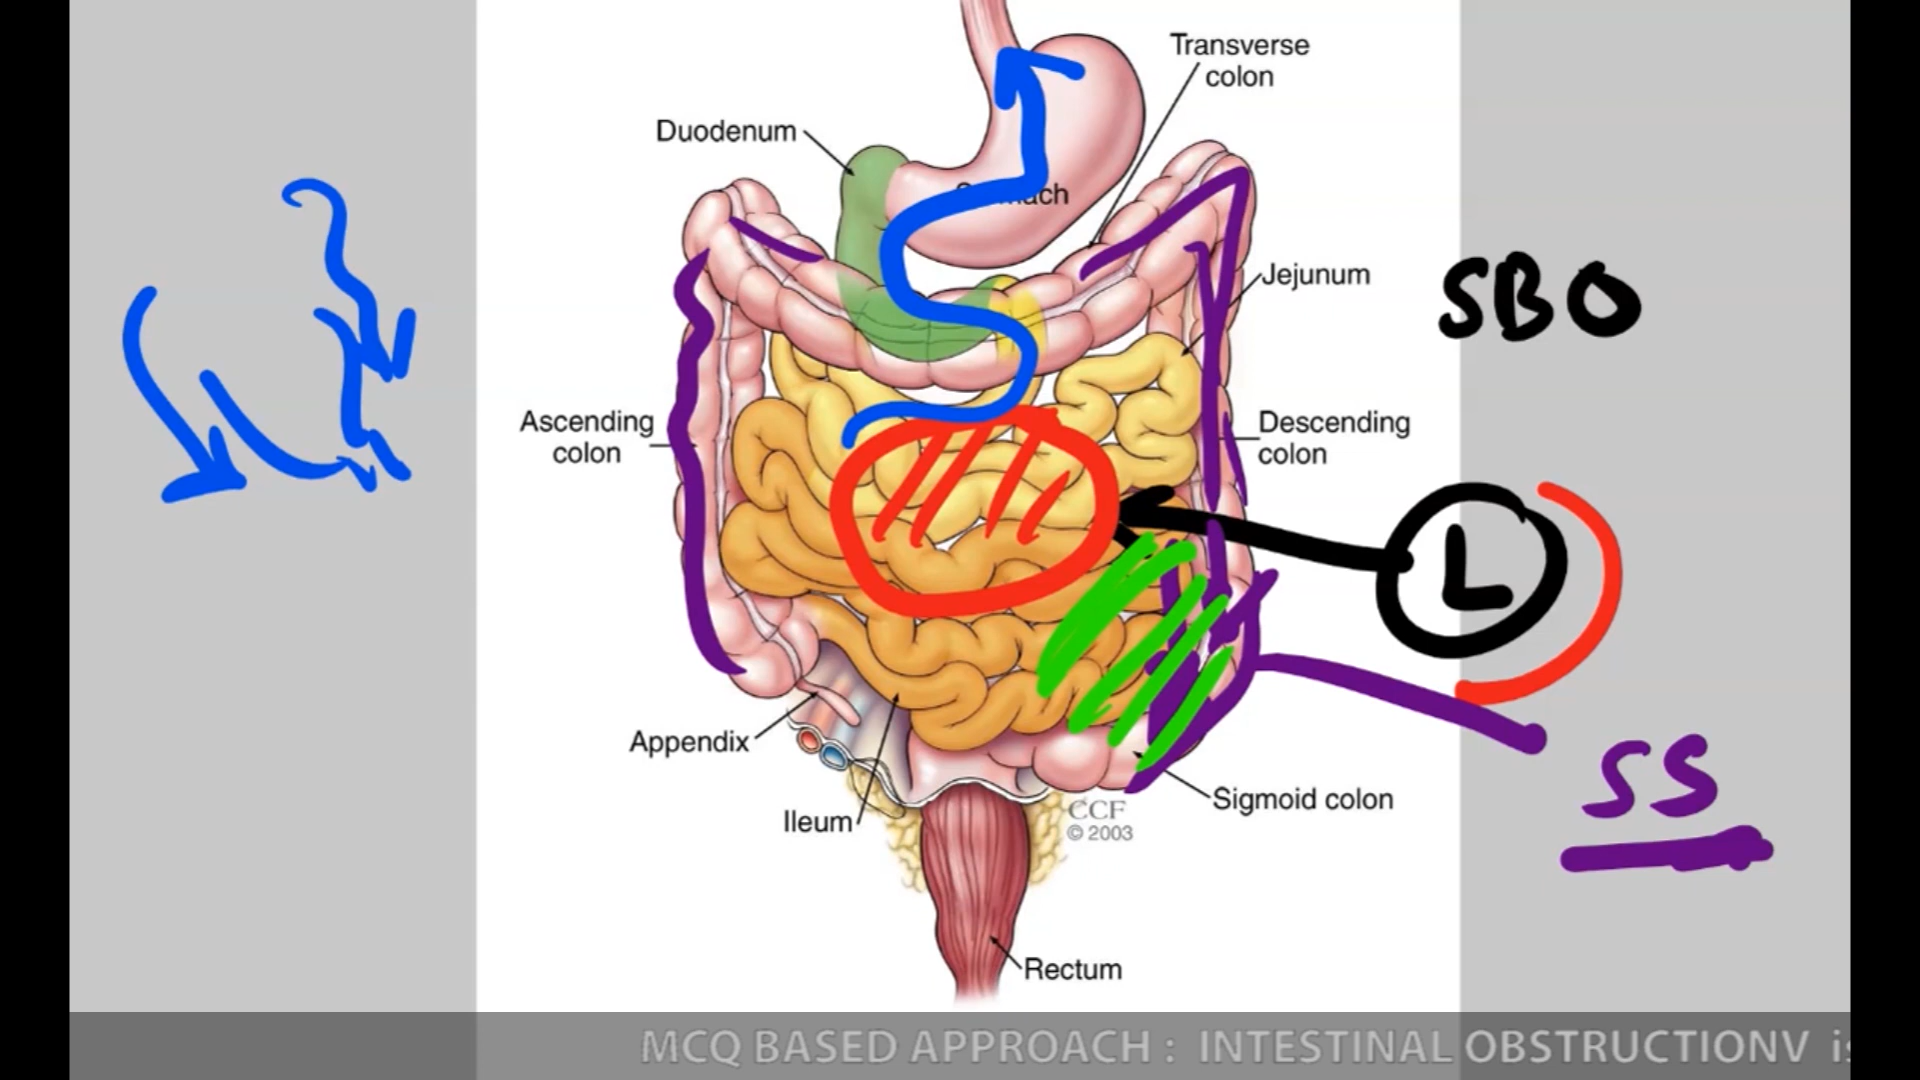 Transverse
colon
Duodenum
Stomach
Jejunum
SBO
Ascending
colon
Descending
colon
L
Appendix
SS
Sigmoid colon
Ileum
CCF
© 2003
Rectum
MCQ BASED APPROACH : INTESTINAL OBSTRUCTIONV is